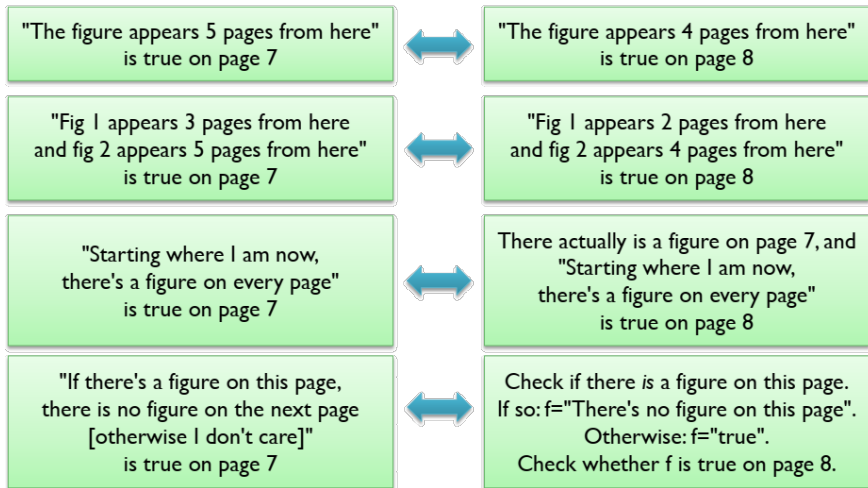 "The figure appears 5 pages from here"
is true on page 7
"The figure appears 4 pages from here"
is true on page 8
"Fig 1 appears 3 pages from here
and fig 2 appears 5 pages from here"
is true on page 7
"Fig 1 appears 2 pages from here
and fig 2 appears 4 pages from here"
is true on page 8
"Starting where I am now,
there's a figure on every page"
is true on page 7
There actually is a figure on page 7, and
"Starting where I am now,
there's a figure on every page"
is true on page 8
"If there's a figure on this page,
there is no figure on the next page
[otherwise I don't care]"
is true on page 7
Check if there is a figure on this page.
If so: f="There's no figure on this page".
Otherwise: f="true".
Check whether f is true on page 8.